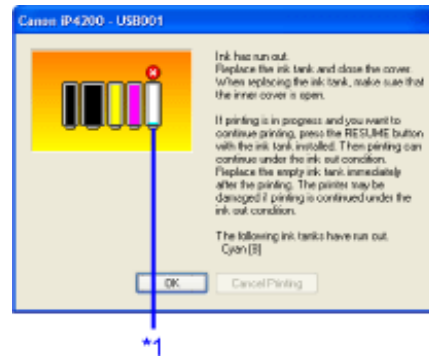 Canon iP4200 - USB001
Ink has run out.
Replace the ink tank and close the cover.
When replacing the ink tank, make sure that
the inner cover is open.
If printing is in progress and you want to
continue printing, press the RESUME button
with the ink tank installed. Then printing can
continue under the ink out condition.
Replace the empty ink tank immediately
after the printing. The printer may be
damaged if printing is continued under the
ink out condition.
The following ink tanks have run out.
Cyan [8]
OK
Cancel Printing
*1